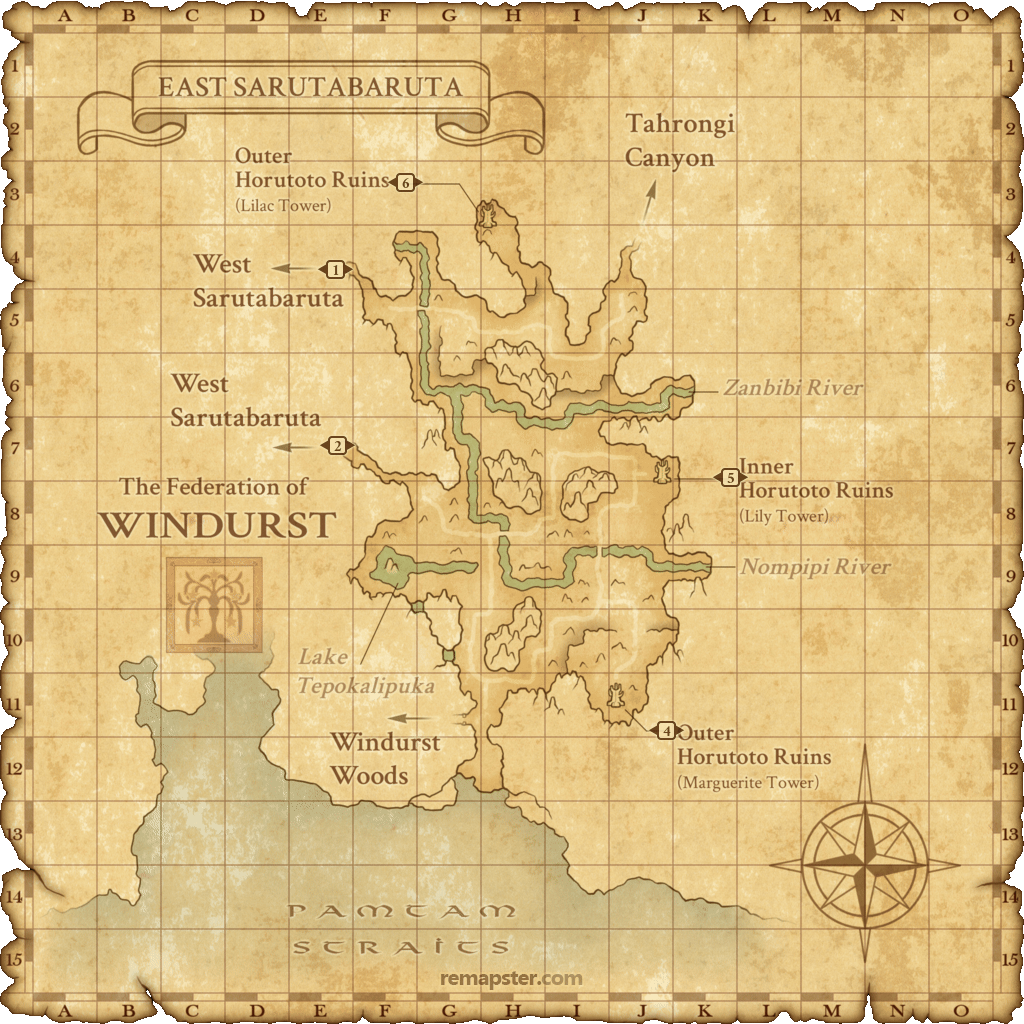 A B C D E F G H I J K L M N O
EAST SARUTABARUTA
1 1
2 2
Tahrongi
Canyon
Outer
Horutoto Ruins
(Lilac Tower)
6
3 3
4 4
West
Sarutabaruta
1
5 5
6 6
West
Sarutabaruta
2
Zanbibi River
7 7
Inner
Horutoto Ruins
(Lily Tower)
5
The Federation of
WINDURST
8 8
9 9
Nompipi River
10 10
Lake
Tepokalipuka
11 11
Windurst
Woods
4
Outer
Horutoto Ruins
(Marguerite Tower)
12 12
13 13
14 14
PAMTAM
STRAITS
15 15
remapster.com
A B C D E F G H I J K L M N O